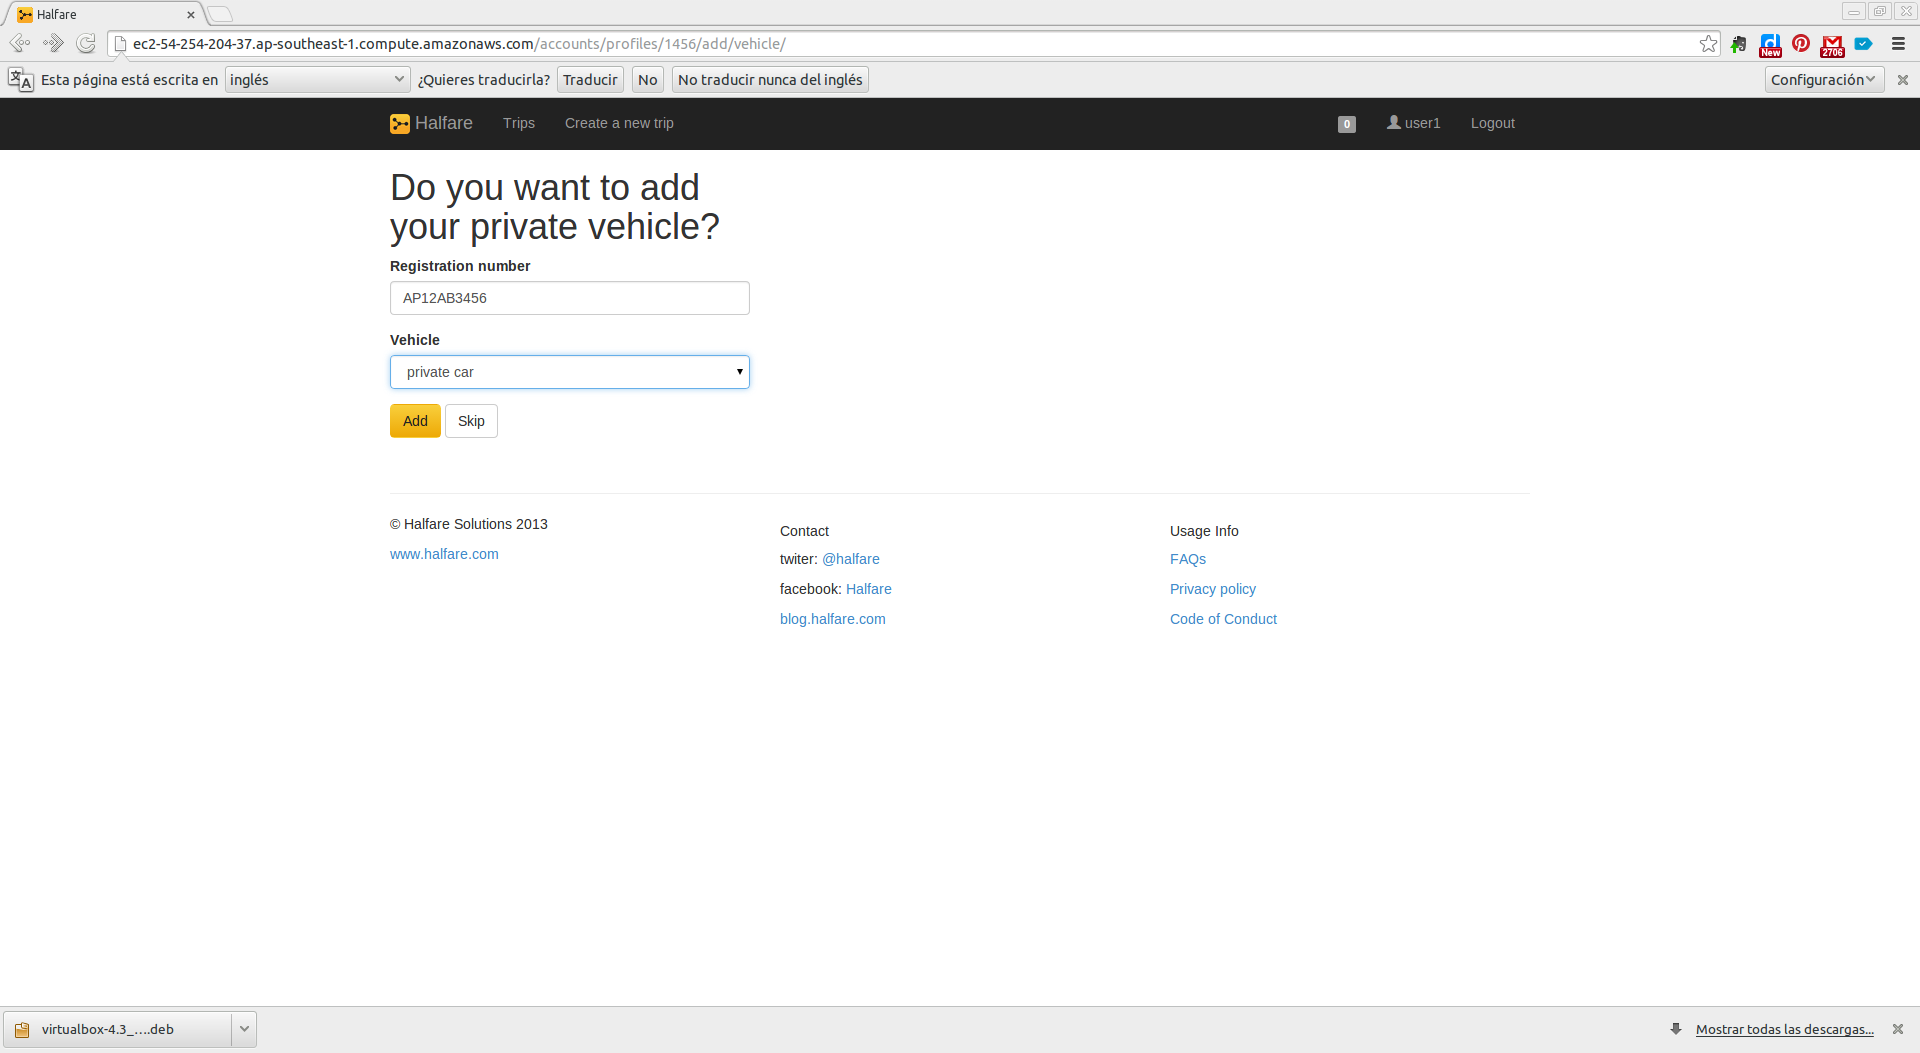 Halfare
ec2-54-254-204-37.ap-southeast-1.compute.amazonaws.com/accounts/profiles/1456/add/vehicle/
New
2706
Esta página está escrita en inglés ¿Quieres traducirla? Traducir No No traducir nunca del inglés Configuración
Halfare Trips Create a new trip 0 user1 Logout
Do you want to add
your private vehicle?
Registration number
AP12AB3456
Vehicle
private car
Add Skip
© Halfare Solutions 2013
www.halfare.com
Contact
twiter: @halfare
facebook: Halfare
blog.halfare.com
Usage Info
FAQs
Privacy policy
Code of Conduct
virtualbox-4.3_....deb
Mostrar todas las descargas...